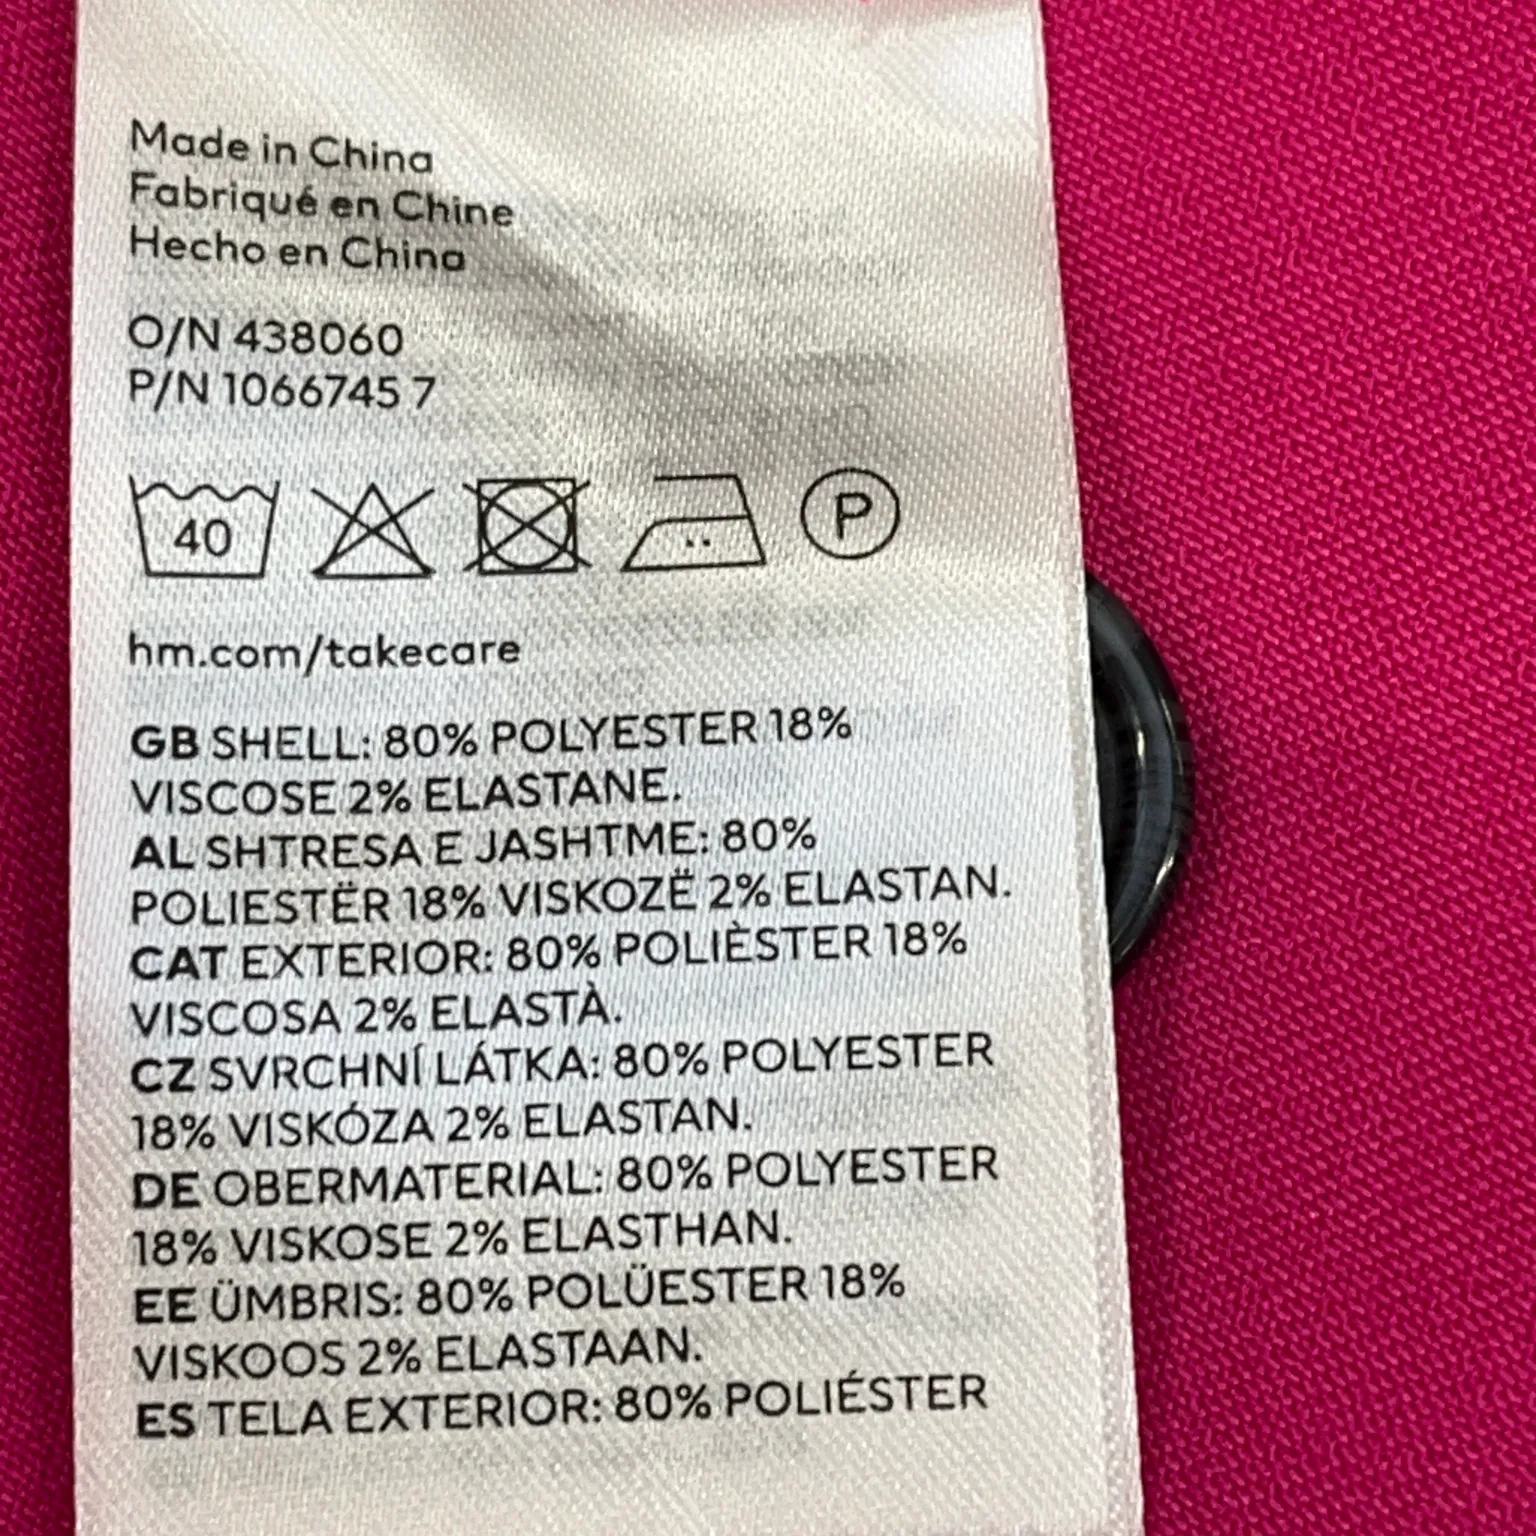 Made in China
Fabriqué en Chine
Hecho en China
O/N 438060
P/N 1066745 7
40
P
hm.com/takecare
GB SHELL: 80% POLYESTER 18%
VISCOSE 2% ELASTANE.
AL SHTRESA E JASHTME: 80%
POLIESTËR 18% VISKOZË 2% ELASTAN.
CAT EXTERIOR: 80% POLIÈSTER 18%
VISCOSA 2% ELASTÀ.
CZ SVRCHNÍ LÁTKA: 80% POLYESTER
18% VISKÓZA 2% ELASTAN.
DE OBERMATERIAL: 80% POLYESTER
18% VISKOSE 2% ELASTHAN.
EE ÜMBRIS: 80% POLÜESTER 18%
VISKOOS 2% ELASTAAN.
ES TELA EXTERIOR: 80% POLIÉSTER